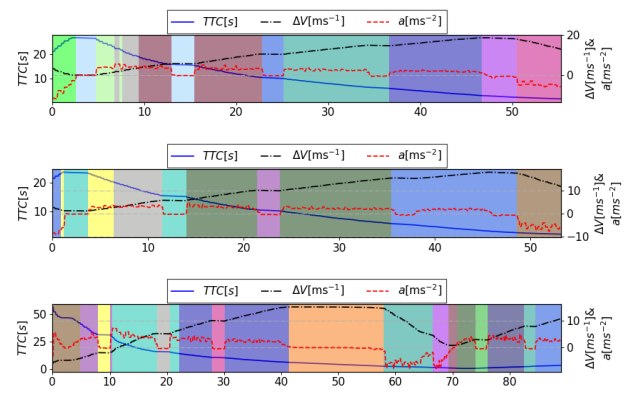 TTC[s] ΔV[ms⁻¹] a[ms⁻²]
20
10
TTC[s]
20
0
ΔV[ms⁻¹]&
a[ms⁻²]
0 10 20 30 40 50
TTC[s] ΔV[ms⁻¹] a[ms⁻²]
20
10
TTC[s]
10
0
−10
ΔV[ms⁻¹]&
a[ms⁻²]
0 10 20 30 40 50
TTC[s] ΔV[ms⁻¹] a[ms⁻²]
50
25
0
TTC[s]
10
0
ΔV[ms⁻¹]&
a[ms⁻²]
0 10 20 30 40 50 60 70 80